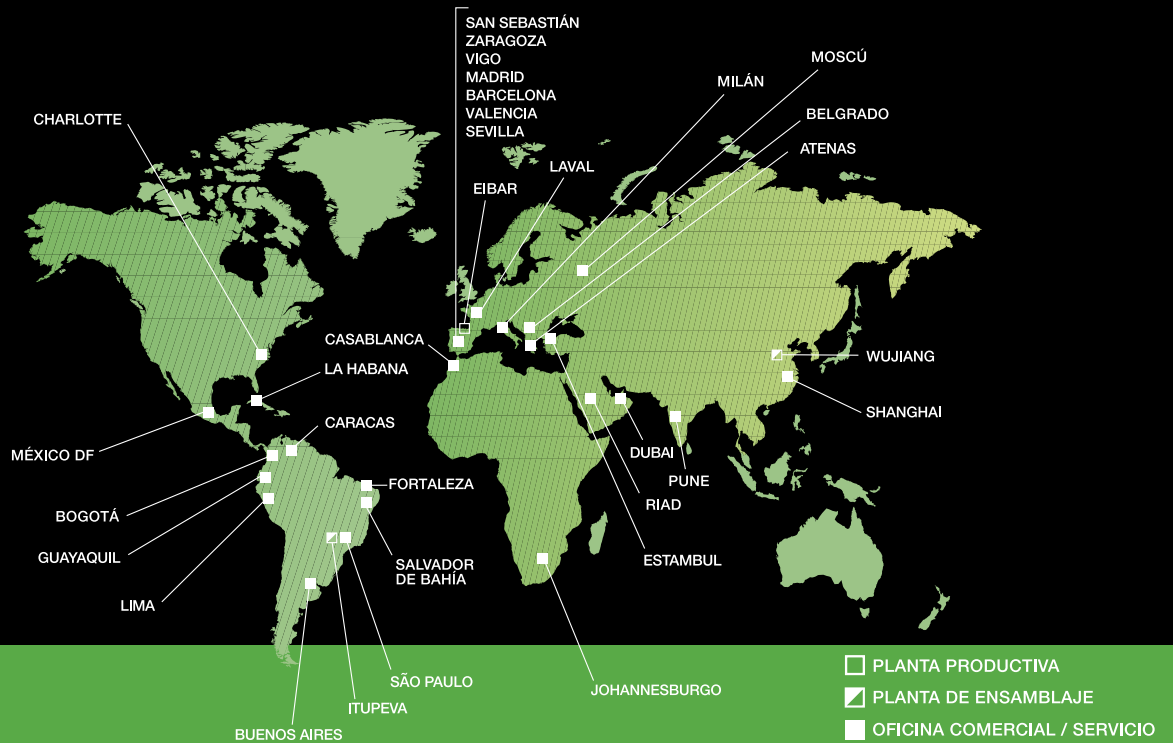 SAN SEBASTIÁN
ZARAGOZA
VIGO
MADRID
BARCELONA
VALENCIA
SEVILLA
MOSCÚ
MILÁN
BELGRADO
ATENAS
CHARLOTTE
LAVAL
EIBAR
CASABLANCA
LA HABANA
WUJIANG
SHANGHAI
CARACAS
MÉXICO DF
DUBAI
PUNE
FORTALEZA
RIAD
BOGOTÁ
GUAYAQUIL
SALVADOR
DE BAHÍA
ESTAMBUL
LIMA
SÃO PAULO
JOHANNESBURGO
ITUPEVA
BUENOS AIRES
PLANTA PRODUCTIVA
PLANTA DE ENSAMBLAJE
OFICINA COMERCIAL / SERVICIO